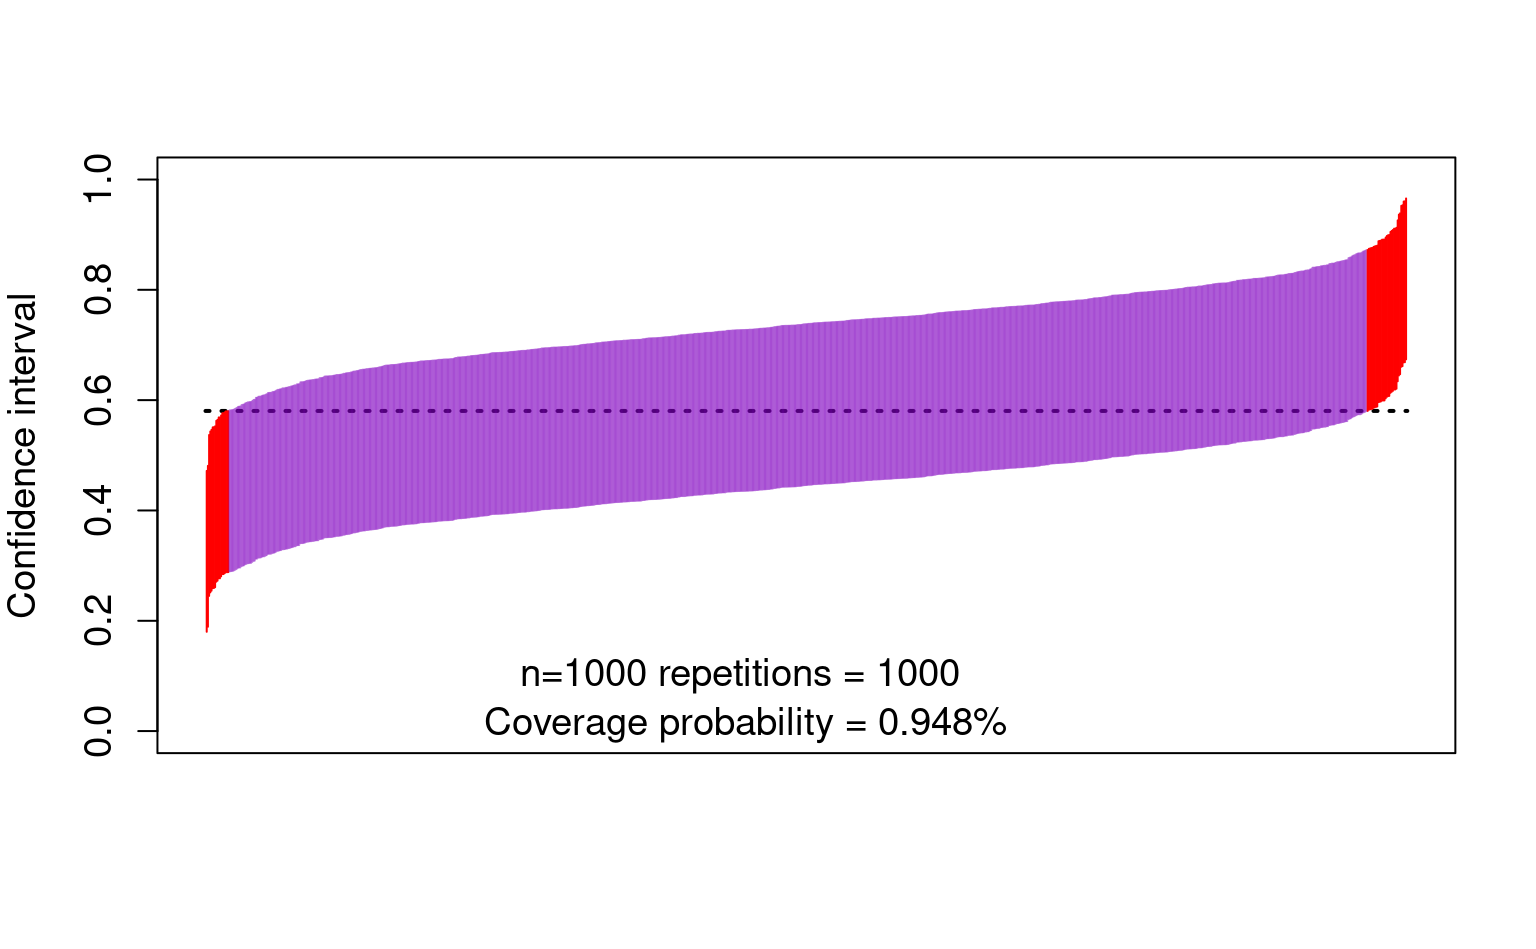 Confidence interval
1.0
0.8
0.6
0.4
0.2
0.0
n=1000 repetitions = 1000
Coverage probability = 0.948%